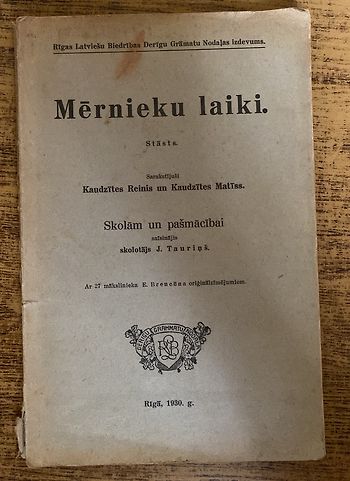 Rīgas Latviešu Biedrības Derīgu Grāmatu Nodaļas izdevums.
Mērnieku laiki.
Stāsts.
Sarakstījuši
Kaudzītes Reinis un Kaudzītes Matīss.
Skolām un pašmācībai
saīsinājis
skolotājs J. Tauriņš.
Ar 27 mākslinieka E. Brencēna oriģinālzīmējumiem.
Rīgā, 1930. g.